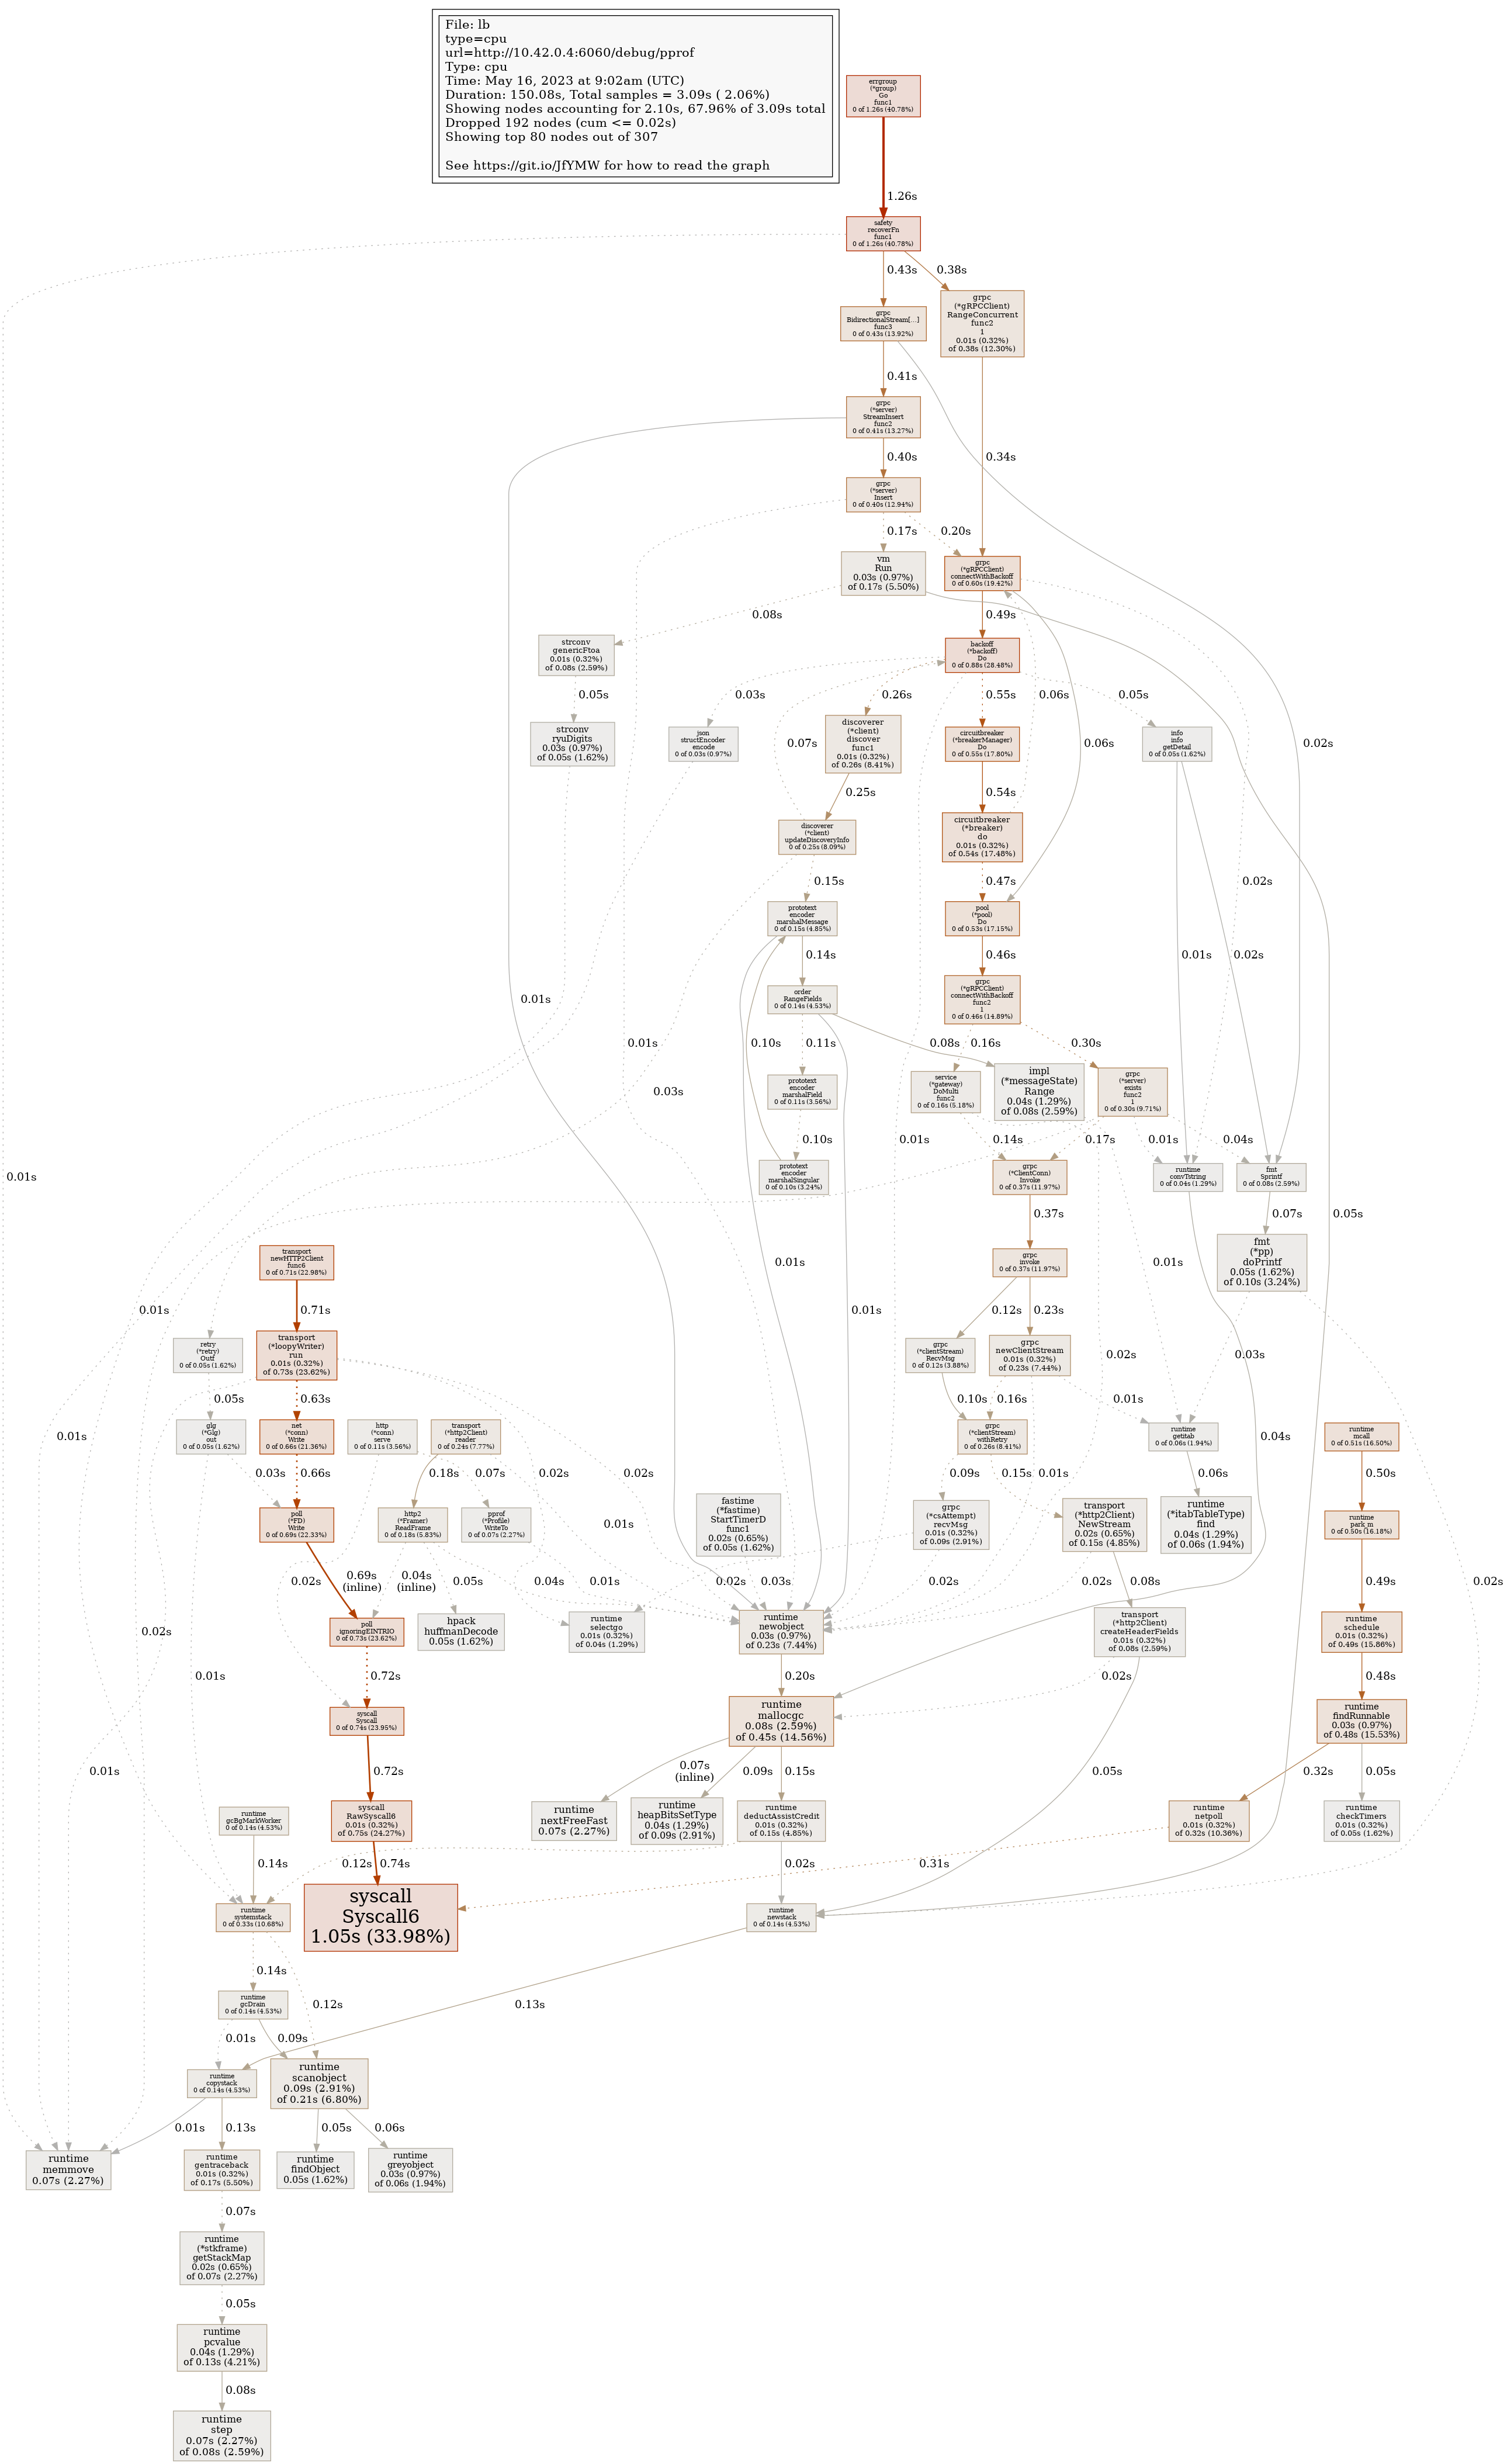 File: lb
type=cpu
url=http://10.42.0.4:6060/debug/pprof
Type: cpu
Time: May 16, 2023 at 9:02am (UTC)
Duration: 150.08s, Total samples = 3.09s ( 2.06%)
Showing nodes accounting for 2.10s, 67.96% of 3.09s total
Dropped 192 nodes (cum <= 0.02s)
Showing top 80 nodes out of 307
See https://git.io/JfYMW for how to read the graph
errgroup
(*group)
Go
func1
0 of 1.26s (40.78%)
1.26s
safety
recoverFn
func1
0 of 1.26s (40.78%)
0.43s
0.38s
grpc
BidirectionalStream[…]
func3
0 of 0.43s (13.92%)
grpc
(*gRPCClient)
RangeConcurrent
func2
1
0.01s (0.32%)
of 0.38s (12.30%)
0.41s
grpc
(*server)
StreamInsert
func2
0 of 0.41s (13.27%)
0.40s
0.34s
grpc
(*server)
Insert
0 of 0.40s (12.94%)
0.17s
0.20s
vm
Run
0.03s (0.97%)
of 0.17s (5.50%)
grpc
(*gRPCClient)
connectWithBackoff
0 of 0.60s (19.42%)
0.08s
0.49s
strconv
genericFtoa
0.01s (0.32%)
of 0.08s (2.59%)
backoff
(*backoff)
Do
0 of 0.88s (28.48%)
0.05s
0.03s
0.26s
0.55s
0.06s
0.05s
strconv
ryuDigits
0.03s (0.97%)
of 0.05s (1.62%)
json
structEncoder
encode
0 of 0.03s (0.97%)
0.07s
discoverer
(*client)
discover
func1
0.01s (0.32%)
of 0.26s (8.41%)
circuitbreaker
(*breakerManager)
Do
0 of 0.55s (17.80%)
0.06s
info
info
getDetail
0 of 0.05s (1.62%)
0.02s
0.25s
0.54s
discoverer
(*client)
updateDiscoveryInfo
0 of 0.25s (8.09%)
circuitbreaker
(*breaker)
do
0.01s (0.32%)
of 0.54s (17.48%)
0.15s
0.47s
0.02s
prototext
encoder
marshalMessage
0 of 0.15s (4.85%)
pool
(*pool)
Do
0 of 0.53s (17.15%)
0.14s
0.46s
0.01s
0.02s
order
RangeFields
0 of 0.14s (4.53%)
grpc
(*gRPCClient)
connectWithBackoff
func2
1
0 of 0.46s (14.89%)
0.01s
0.01s
0.10s
0.11s
0.08s
0.16s
0.30s
0.03s
prototext
encoder
marshalField
0 of 0.11s (3.56%)
service
(*gateway)
DoMulti
func2
0 of 0.16s (5.18%)
impl
(*messageState)
Range
0.04s (1.29%)
of 0.08s (2.59%)
grpc
(*server)
exists
func2
1
0 of 0.30s (9.71%)
0.10s
0.01s
0.14s
0.17s
0.01s
0.04s
0.01s
prototext
encoder
marshalSingular
0 of 0.10s (3.24%)
grpc
(*ClientConn)
Invoke
0 of 0.37s (11.97%)
runtime
convTstring
0 of 0.04s (1.29%)
fmt
Sprintf
0 of 0.08s (2.59%)
0.05s
0.37s
0.07s
transport
newHTTP2Client
func6
0 of 0.71s (22.98%)
grpc
invoke
0 of 0.37s (11.97%)
fmt
(*pp)
doPrintf
0.05s (1.62%)
of 0.10s (3.24%)
0.01s
0.01s
0.71s
0.01s
0.01s
0.12s
0.23s
retry
(*retry)
Outf
0 of 0.05s (1.62%)
transport
(*loopyWriter)
run
0.01s (0.32%)
of 0.73s (23.62%)
grpc
(*clientStream)
RecvMsg
0 of 0.12s (3.88%)
grpc
newClientStream
0.01s (0.32%)
of 0.23s (7.44%)
0.02s
0.03s
0.05s
0.63s
0.10s
0.16s
0.01s
glg
(*Glg)
out
0 of 0.05s (1.62%)
net
(*conn)
Write
0 of 0.66s (21.36%)
http
(*conn)
serve
0 of 0.11s (3.56%)
transport
(*http2Client)
reader
0 of 0.24s (7.77%)
grpc
(*clientStream)
withRetry
0 of 0.26s (8.41%)
runtime
getitab
0 of 0.06s (1.94%)
runtime
mcall
0 of 0.51s (16.50%)
0.01s
0.03s
0.66s
0.18s
0.07s
0.02s
0.02s
0.09s
0.15s
0.01s
0.04s
0.06s
0.50s
poll
(*FD)
Write
0 of 0.69s (22.33%)
http2
(*Framer)
ReadFrame
0 of 0.18s (5.83%)
pprof
(*Profile)
WriteTo
0 of 0.07s (2.27%)
0.01s
fastime
(*fastime)
StartTimerD
func1
0.02s (0.65%)
of 0.05s (1.62%)
grpc
(*csAttempt)
recvMsg
0.01s (0.32%)
of 0.09s (2.91%)
transport
(*http2Client)
NewStream
0.02s (0.65%)
of 0.15s (4.85%)
runtime
(*itabTableType)
find
0.04s (1.29%)
of 0.06s (1.94%)
runtime
park_m
0 of 0.50s (16.18%)
0.02s
0.69s
(inline)
0.04s
(inline)
0.05s
0.04s
0.01s
0.02s
0.03s
0.02s
0.02s
0.08s
0.02s
0.49s
0.02s
poll
ignoringEINTRIO
0 of 0.73s (23.62%)
hpack
huffmanDecode
0.05s (1.62%)
runtime
selectgo
0.01s (0.32%)
of 0.04s (1.29%)
runtime
newobject
0.03s (0.97%)
of 0.23s (7.44%)
transport
(*http2Client)
createHeaderFields
0.01s (0.32%)
of 0.08s (2.59%)
runtime
schedule
0.01s (0.32%)
of 0.49s (15.86%)
0.01s
0.72s
0.20s
0.02s
0.48s
syscall
Syscall
0 of 0.74s (23.95%)
runtime
mallocgc
0.08s (2.59%)
of 0.45s (14.56%)
runtime
findRunnable
0.03s (0.97%)
of 0.48s (15.53%)
0.01s
0.72s
0.07s
(inline)
0.09s
0.15s
0.05s
0.32s
0.05s
runtime
gcBgMarkWorker
0 of 0.14s (4.53%)
syscall
RawSyscall6
0.01s (0.32%)
of 0.75s (24.27%)
runtime
nextFreeFast
0.07s (2.27%)
runtime
heapBitsSetType
0.04s (1.29%)
of 0.09s (2.91%)
runtime
deductAssistCredit
0.01s (0.32%)
of 0.15s (4.85%)
runtime
netpoll
0.01s (0.32%)
of 0.32s (10.36%)
runtime
checkTimers
0.01s (0.32%)
of 0.05s (1.62%)
0.14s
0.12s
0.74s
0.02s
0.31s
runtime
systemstack
0 of 0.33s (10.68%)
syscall
Syscall6
1.05s (33.98%)
runtime
newstack
0 of 0.14s (4.53%)
0.14s
0.12s
0.13s
runtime
gcDrain
0 of 0.14s (4.53%)
0.01s
0.09s
runtime
copystack
0 of 0.14s (4.53%)
runtime
scanobject
0.09s (2.91%)
of 0.21s (6.80%)
0.01s
0.13s
0.05s
0.06s
runtime
memmove
0.07s (2.27%)
runtime
gentraceback
0.01s (0.32%)
of 0.17s (5.50%)
runtime
findObject
0.05s (1.62%)
runtime
greyobject
0.03s (0.97%)
of 0.06s (1.94%)
0.07s
runtime
(*stkframe)
getStackMap
0.02s (0.65%)
of 0.07s (2.27%)
0.05s
runtime
pcvalue
0.04s (1.29%)
of 0.13s (4.21%)
0.08s
runtime
step
0.07s (2.27%)
of 0.08s (2.59%)